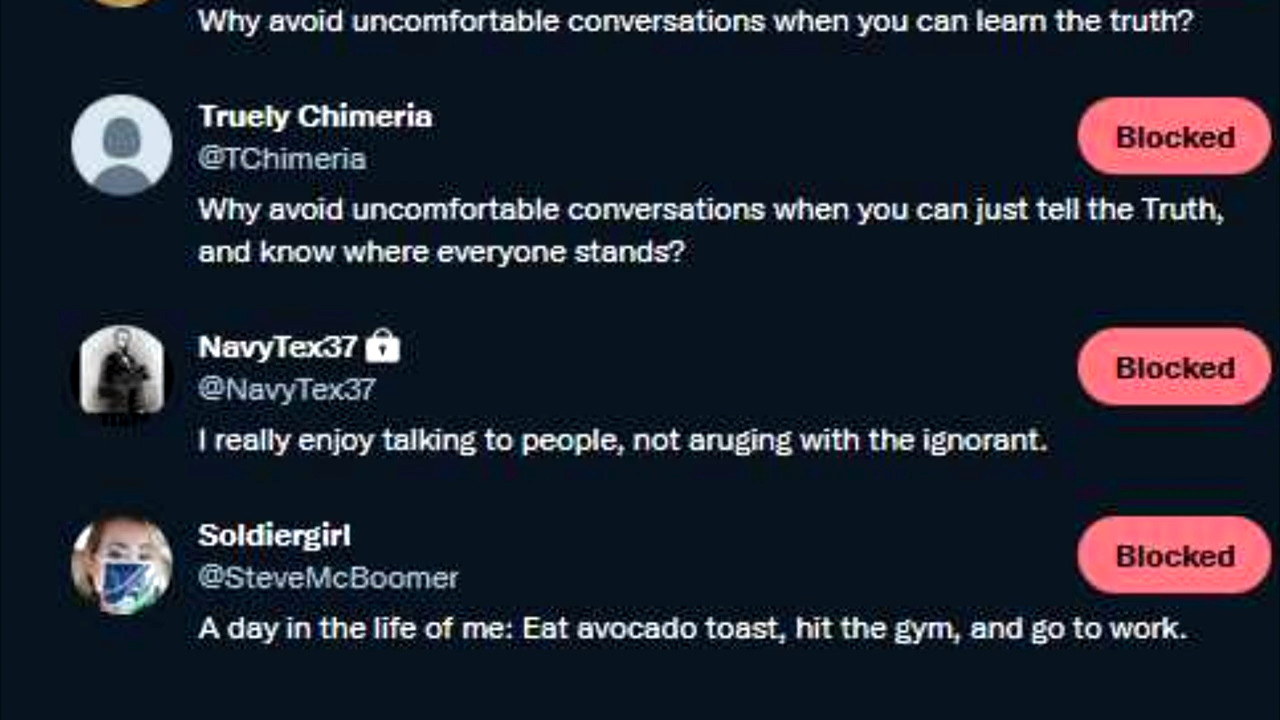 Why avoid uncomfortable conversations when you can learn the truth?
Truely Chimeria
Blocked
@TChimeria
Why avoid uncomfortable conversations when you can just tell the Truth,
and know where everyone stands?
NavyTex37
Blocked
@NavyTex37
I really enjoy talking to people, not aruging with the ignorant.
Soldiergirl
Blocked
@SteveMcBoomer
A day in the life of me: Eat avocado toast, hit the gym, and go to work.